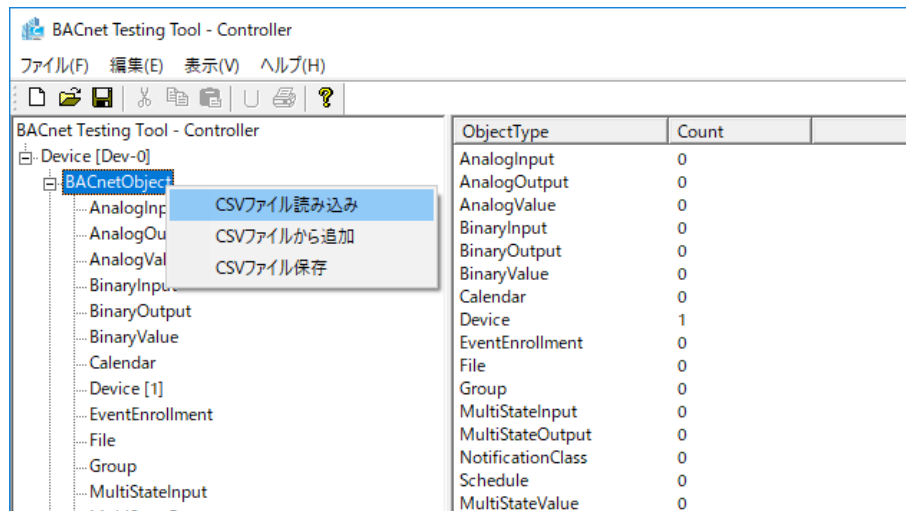 BACnet Testing Tool - Controller
ファイル(F) 編集(E) 表示(V) ヘルプ(H)
BACnet Testing Tool - Controller
Device [Dev-0]
BACnetObject
AnalogInp
AnalogOu
AnalogVal
BinaryInput
BinaryOutput
BinaryValue
Calendar
Device [1]
EventEnrollment
File
Group
MultiStateInput
CSVファイル読み込み
CSVファイルから追加
CSVファイル保存
ObjectType Count
AnalogInput 0
AnalogOutput 0
AnalogValue 0
BinaryInput 0
BinaryOutput 0
BinaryValue 0
Calendar 0
Device 1
EventEnrollment 0
File 0
Group 0
MultiStateInput 0
MultiStateOutput 0
NotificationClass 0
Schedule 0
MultiStateValue 0